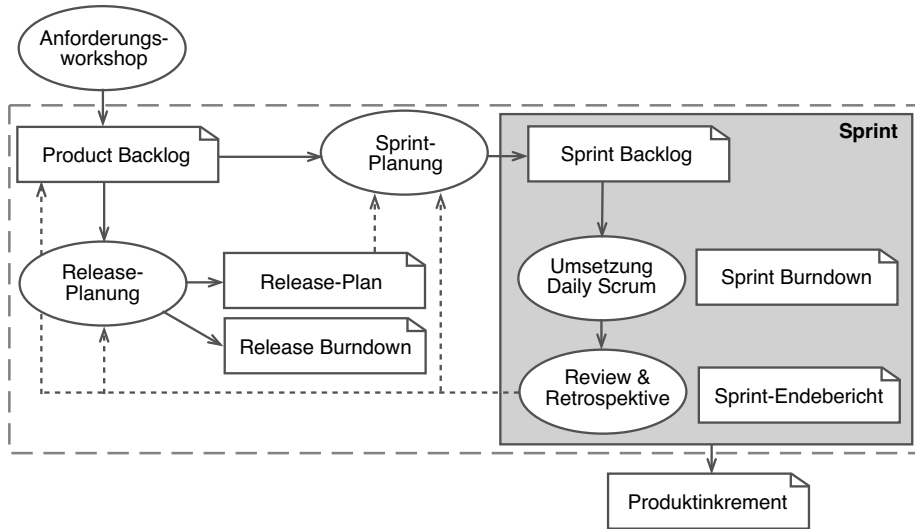 Anforderungs-
workshop
Product Backlog
Sprint-
Planung
Sprint
Sprint Backlog
Release-
Planung
Release-Plan
Release Burndown
Umsetzung
Daily Scrum
Sprint Burndown
Review &
Retrospektive
Sprint-Endebericht
Produktinkrement